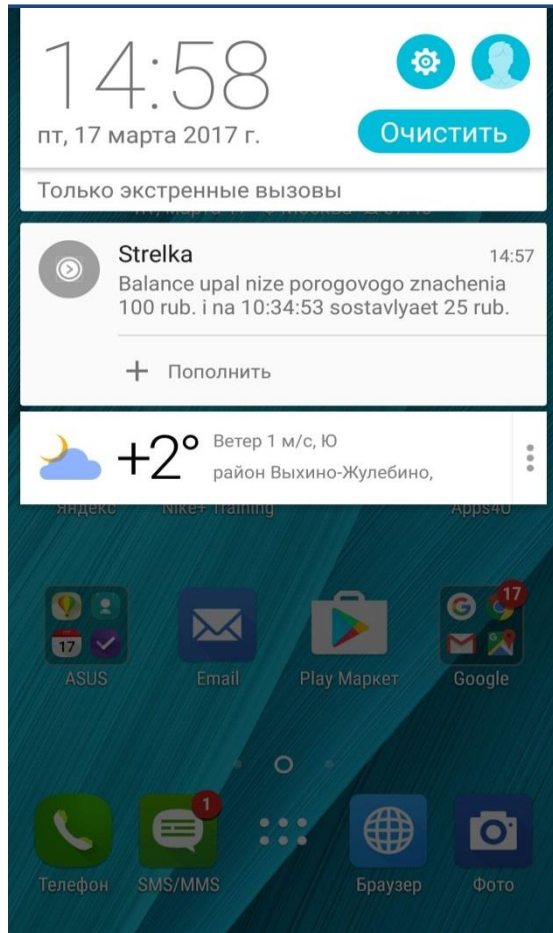 14:58
пт, 17 марта 2017 г.
Очистить
Только экстренные вызовы
Strelka
14:57
Balance upal nize porogovogo znachenia
100 rub. i na 10:34:53 sostavlyaet 25 rub.
+ Пополнить
+2°
Ветер 1 м/с, Ю
район Выхино-Жулебино,
Яндекс
Nike+ Training
Apps4U
17
17
ASUS
Email
Play Маркет
Google
1
Телефон
SMS/MMS
Браузер
Фото